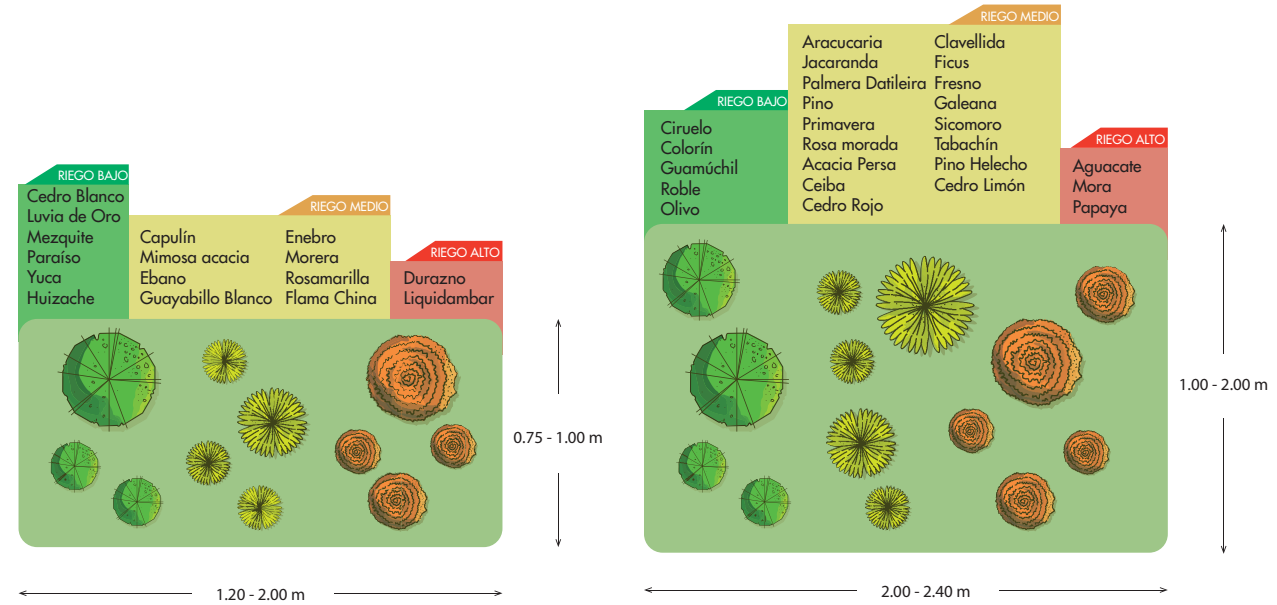 RIEGO BAJO
Cedro Blanco
Luvia de Oro
Mezquite
Paraíso
Yuca
Huizache
RIEGO MEDIO
Capulín
Mimosa acacia
Ebano
Guayabillo Blanco
Enebro
Morera
Rosamarilla
Flama China
RIEGO ALTO
Durazno
Liquidambar
0.75 - 1.00 m
1.20 - 2.00 m
RIEGO BAJO
Ciruelo
Colorín
Guamúchil
Roble
Olivo
RIEGO MEDIO
Aracucaria
Jacaranda
Palmera Datileira
Pino
Primavera
Rosa morada
Acacia Persa
Ceiba
Cedro Rojo
Clavellida
Ficus
Fresno
Galeana
Sicomoro
Tabachín
Pino Helecho
Cedro Limón
RIEGO ALTO
Aguacate
Mora
Papaya
1.00 - 2.00 m
2.00 - 2.40 m